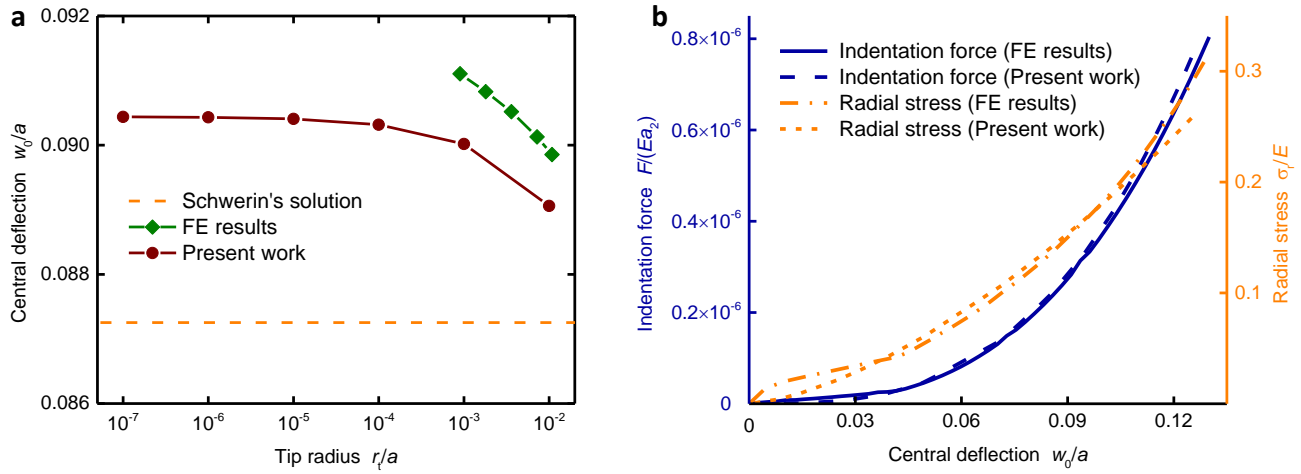 a
0.092
0.090
0.088
0.086
Central deflection w₀/a
Schwerin's solution
FE results
Present work
10⁻⁷
10⁻⁶
10⁻⁵
10⁻⁴
10⁻³
10⁻²
Tip radius rₜ/a
b
0.8×10⁻⁶
0.6×10⁻⁶
0.4×10⁻⁶
0.2×10⁻⁶
0
Indentation force F/(Ea₂)
Indentation force (FE results)
Indentation force (Present work)
Radial stress (FE results)
Radial stress (Present work)
0.3
0.2
0.1
Radial stress σᵣ/E
0
0.03
0.06
0.09
0.12
Central deflection w₀/a